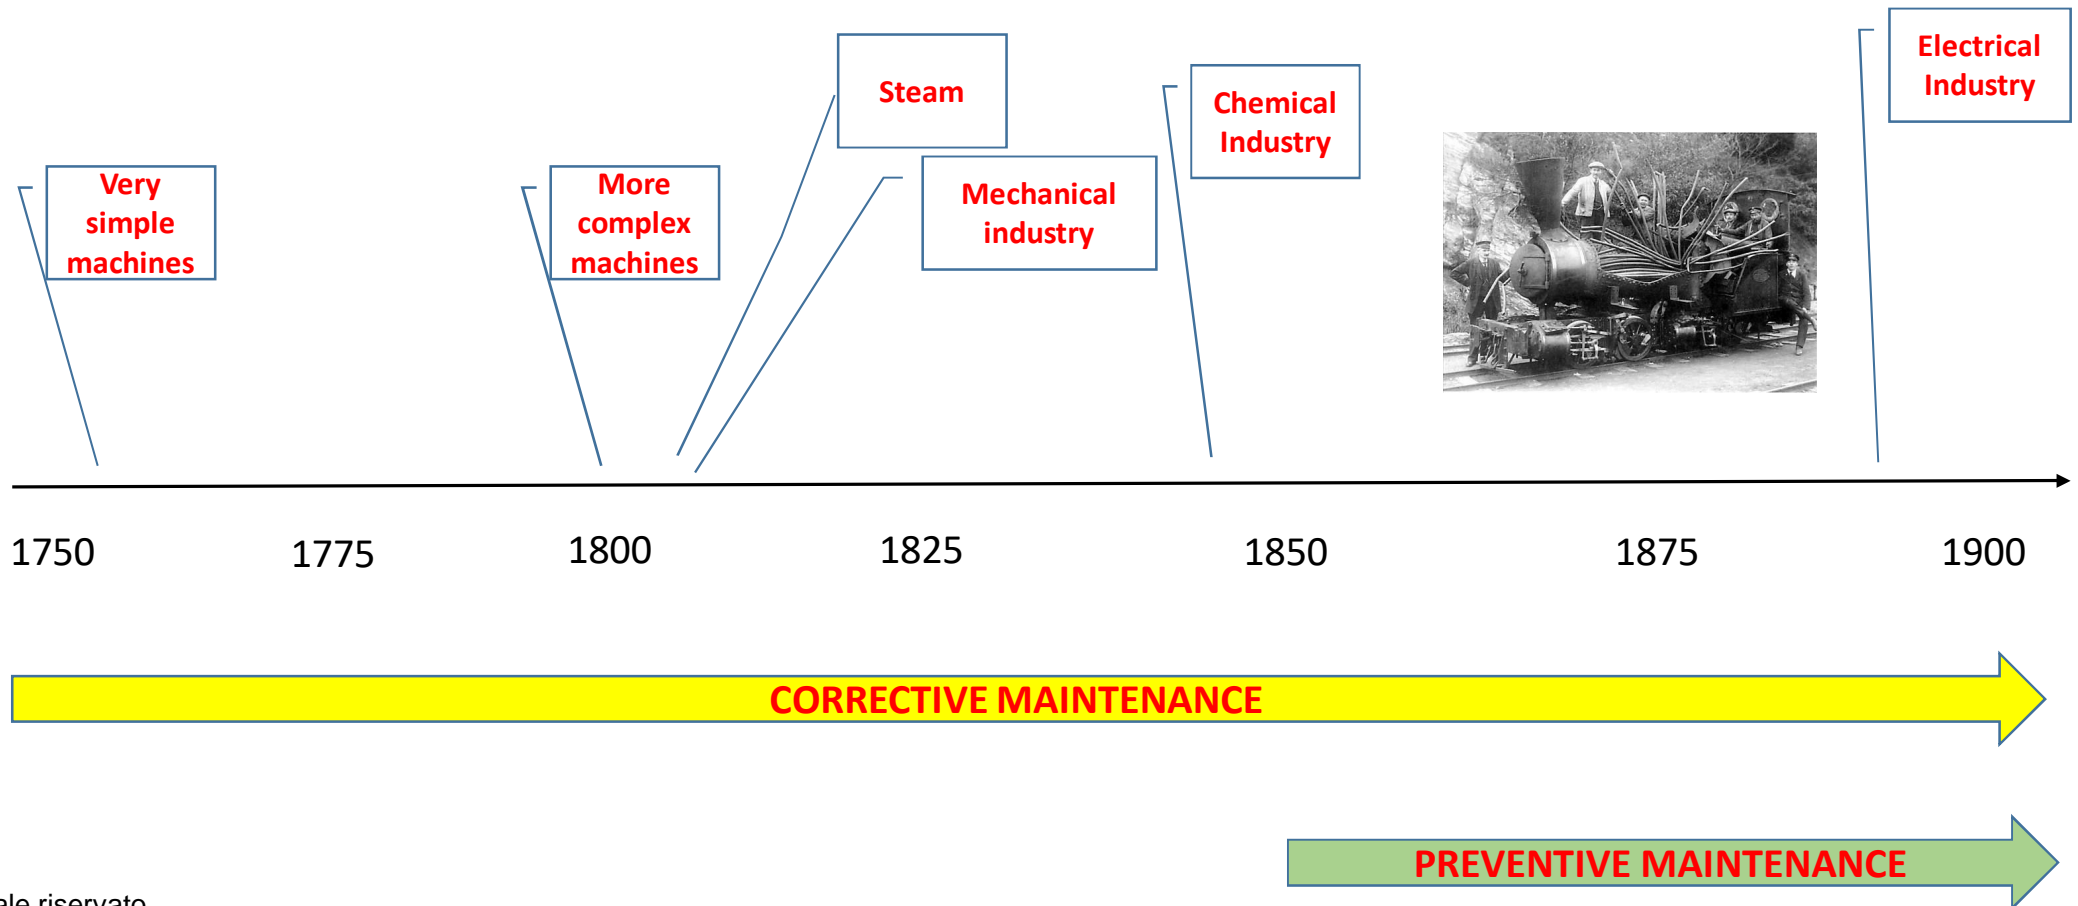 Electrical
Industry
Steam
Chemical
Industry
Very
simple
machines
More
complex
machines
Mechanical
industry
1750
1775
1800
1825
1850
1875
1900
CORRECTIVE MAINTENANCE
PREVENTIVE MAINTENANCE
riservato